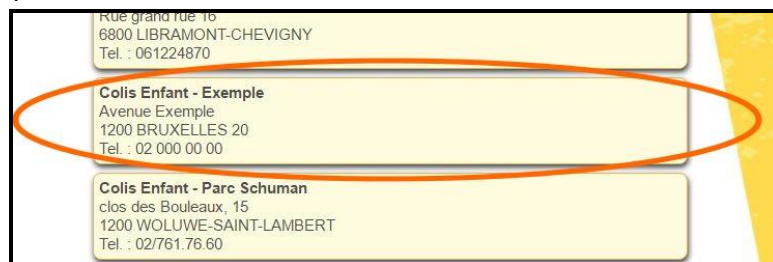 Rue grand rue 16
6800 LIBRAMONT-CHEVIGNY
Tel. : 061224870
Colis Enfant - Exemple
Avenue Exemple
1200 BRUXELLES 20
Tel. : 02 000 00 00
Colis Enfant - Parc Schuman
clos des Bouleaux, 15
1200 WOLUWE-SAINT-LAMBERT
Tel. : 02/761.76.60